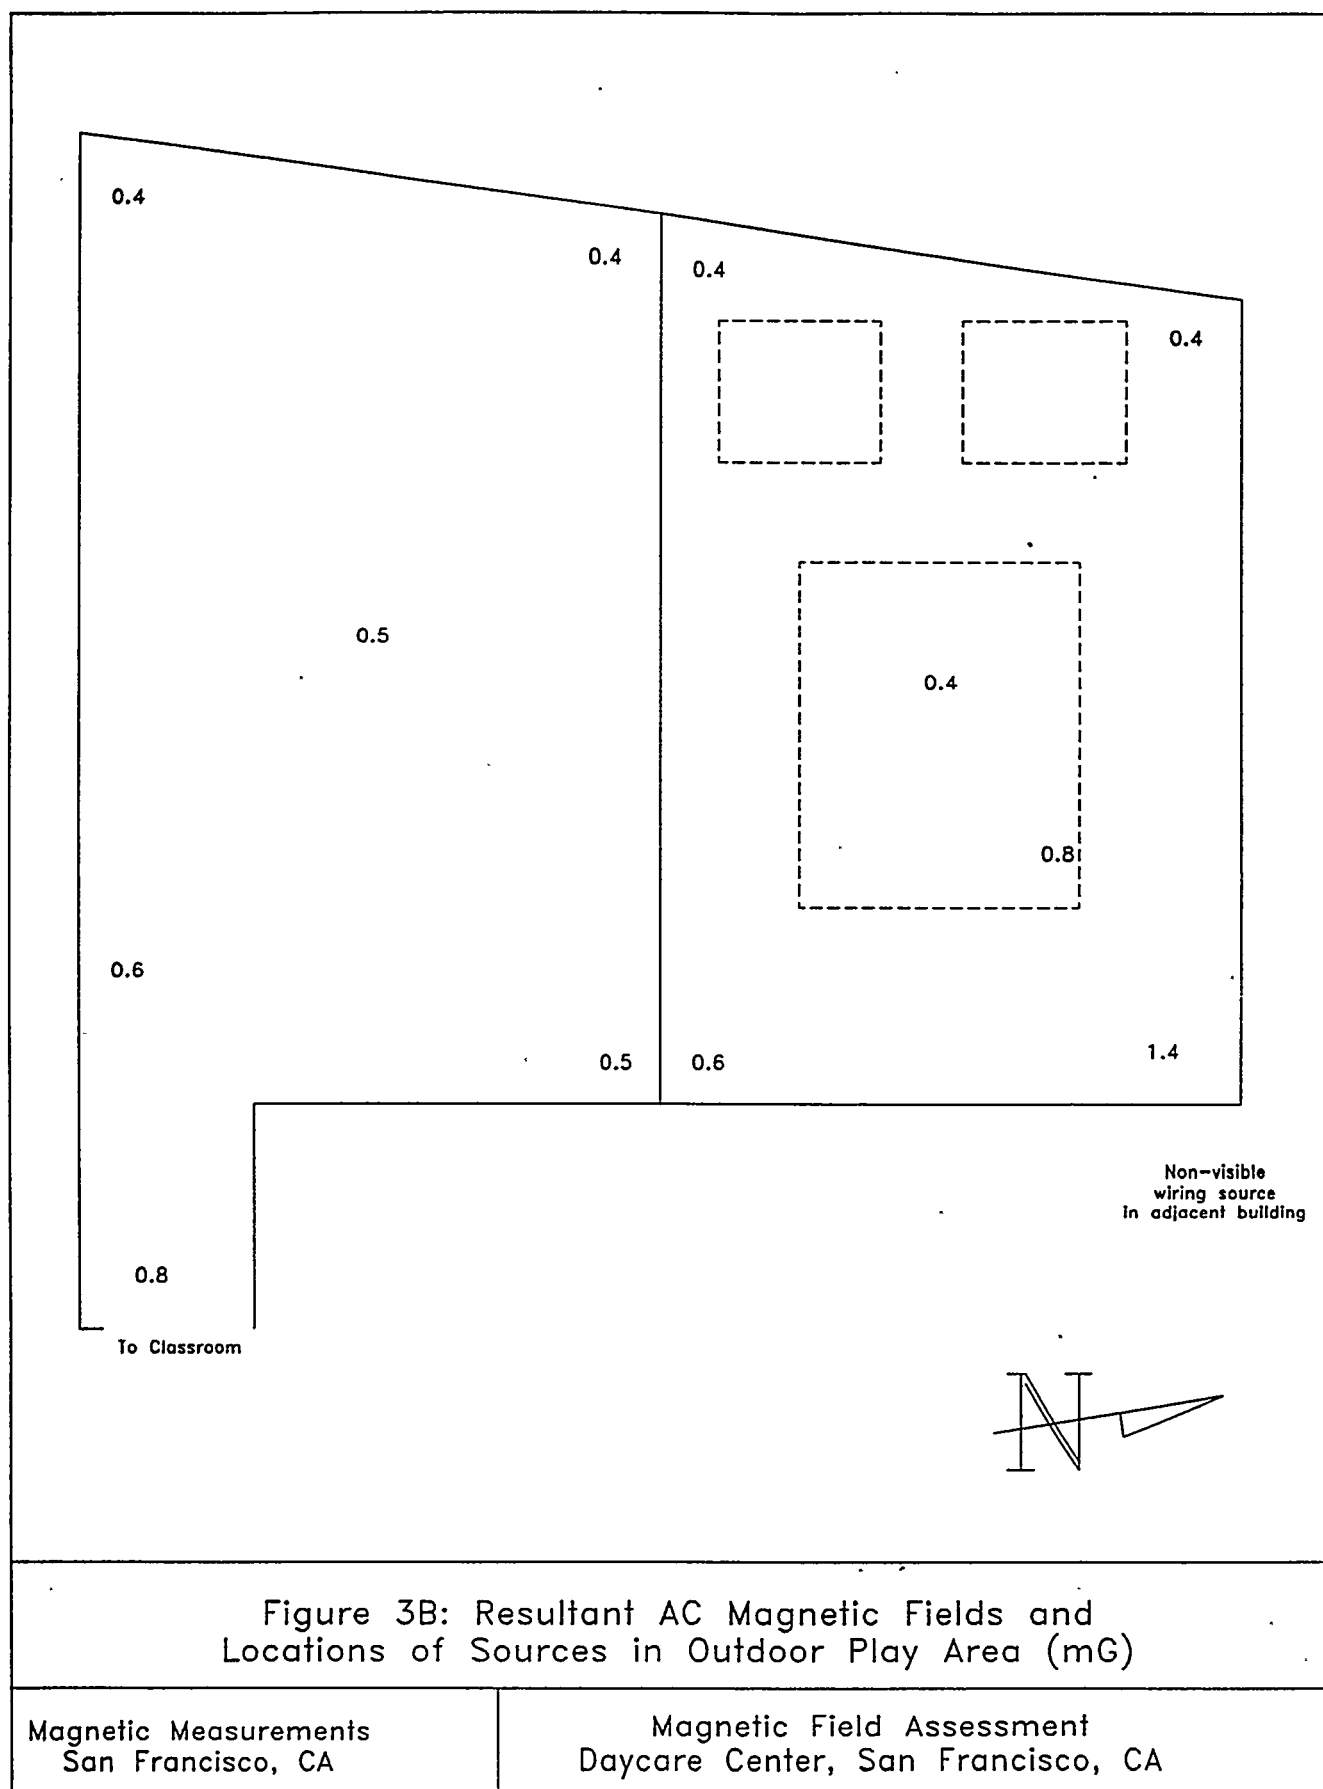 0.4
0.4
0.4
0.4
0.5
0.4
0.8
0.6
0.5
0.6
1.4
Non-visible
wiring source
in adjacent building
0.8
To Classroom
N
Figure 3B: Resultant AC Magnetic Fields and
Locations of Sources in Outdoor Play Area (mG)
Magnetic Measurements
San Francisco, CA
Magnetic Field Assessment
Daycare Center, San Francisco, CA